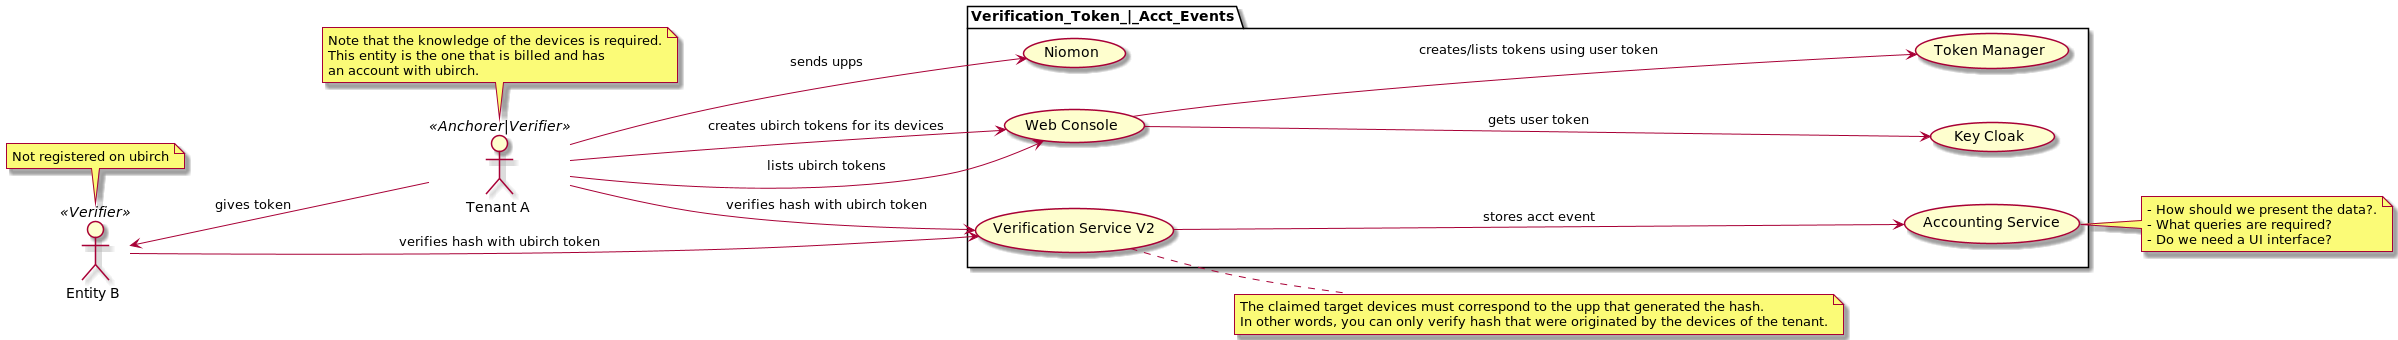 Verification_Token_|_Acct_Events
Note that the knowledge of the devices is required.
This entity is the one that is billed and has
an account with ubirch.
Niomon
creates/lists tokens using user token
Token Manager
sends upps
«Anchorer|Verifier»
creates ubirch tokens for its devices
Web Console
gets user token
Key Cloak
Not registered on ubirch
lists ubirch tokens
Tenant A
«Verifier»
gives token
verifies hash with ubirch token
verifies hash with ubirch token
Verification Service V2
stores acct event
Accounting Service
- How should we present the data?.
- What queries are required?
- Do we need a UI interface?
Entity B
The claimed target devices must correspond to the upp that generated the hash.
In other words, you can only verify hash that were originated by the devices of the tenant.